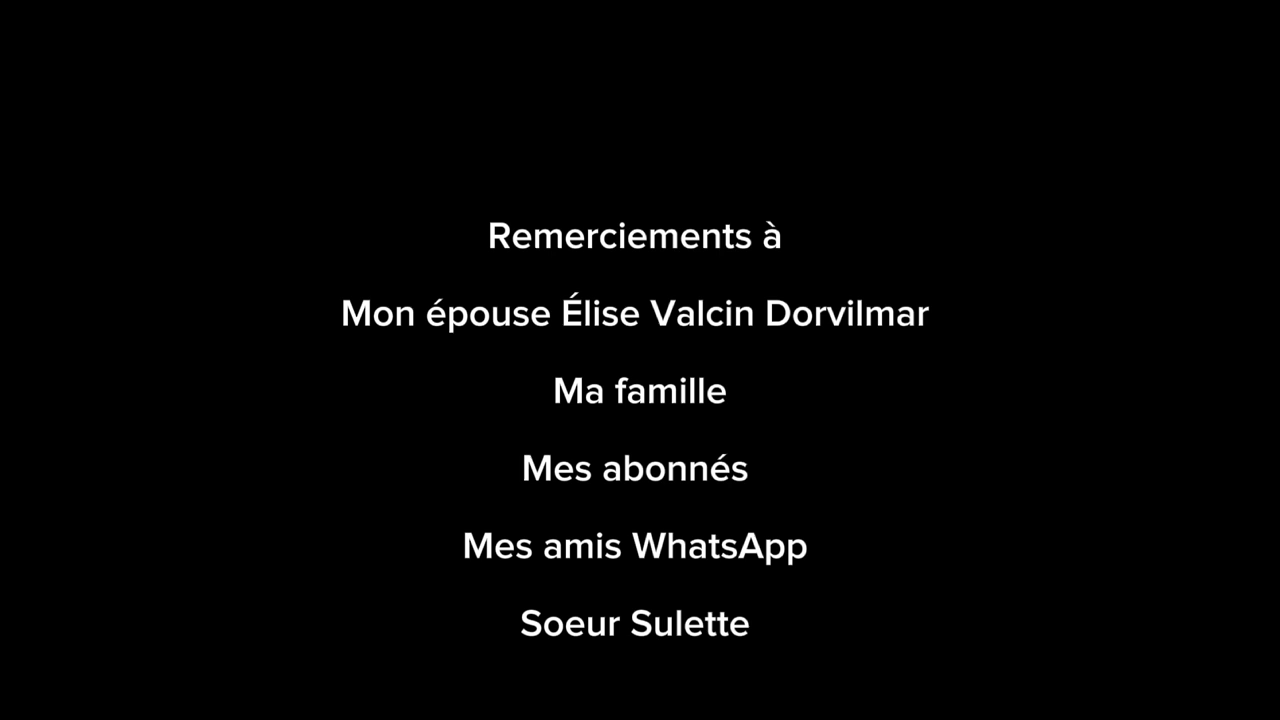 Remerciements à
Mon épouse Élise Valcin Dorvilmar
Ma famille
Mes abonnés
Mes amis WhatsApp
Soeur Sulette